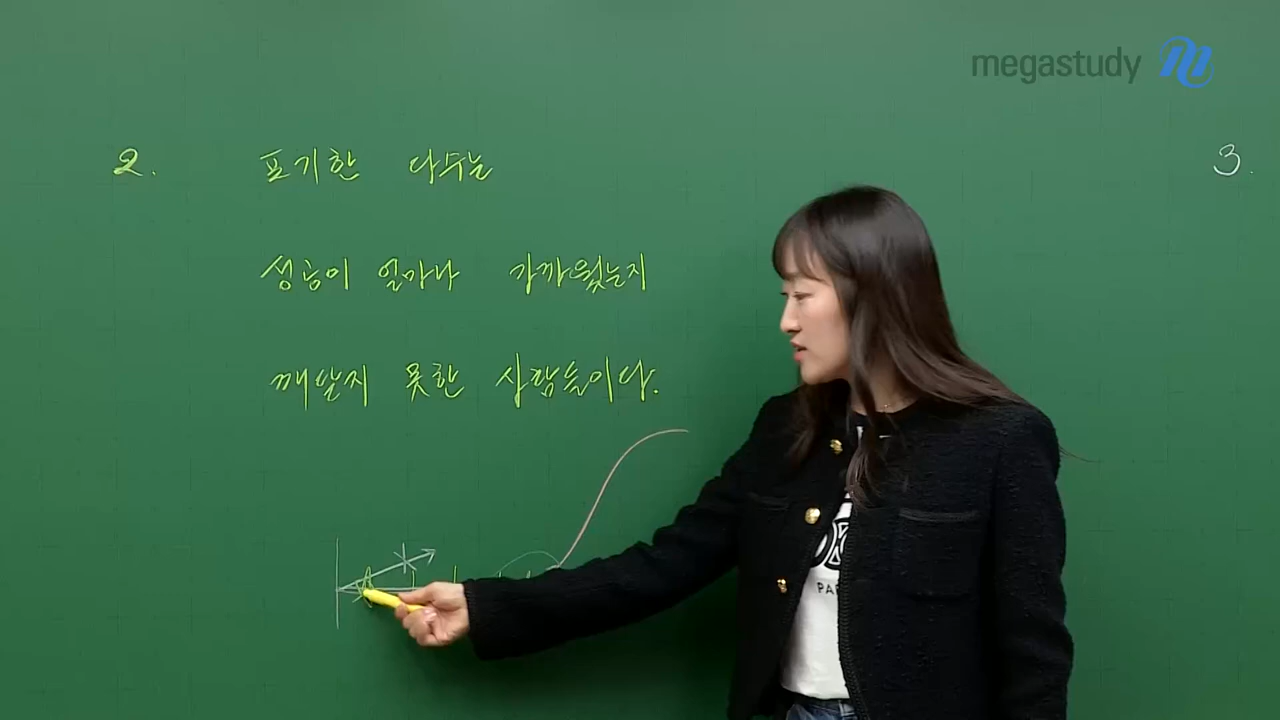 megastudy
2. 포기한 다수는
성공이 얼마나 가까웠는지
깨닫지 못한 사람들이다.
3.
PA